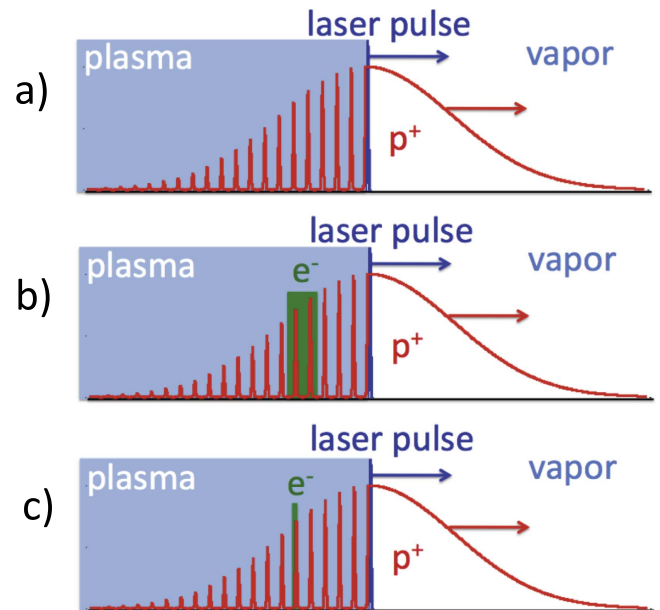 laser pulse
plasma
vapor
a)
p⁺
laser pulse
plasma
vapor
e⁻
b)
p⁺
laser pulse
plasma
vapor
e⁻
c)
p⁺